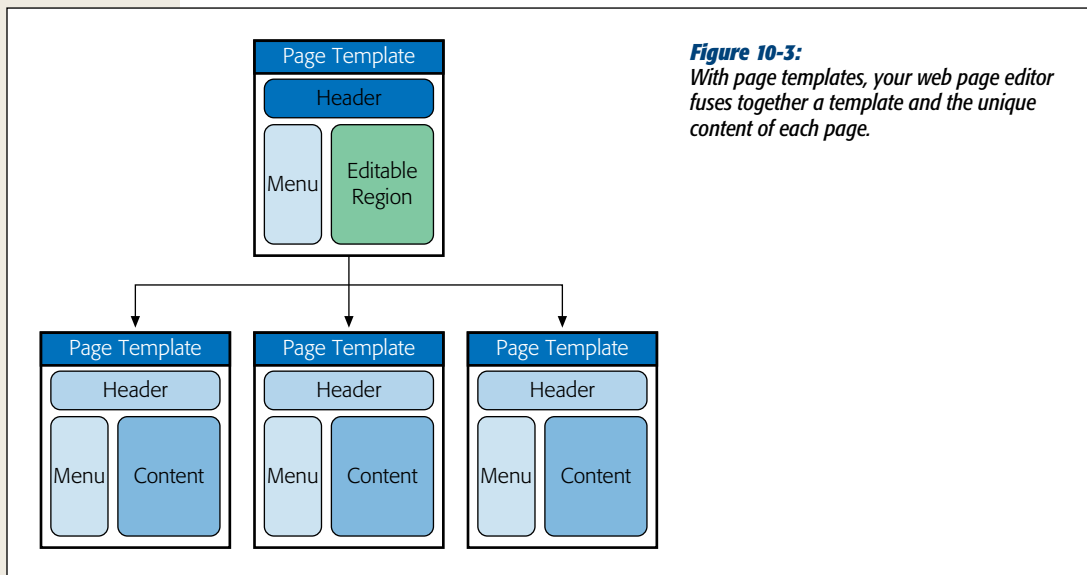 Page Template
Header
Menu
Editable
Region
Figure 10-3:
With page templates, your web page editor
fuses together a template and the unique
content of each page.
Page Template
Header
Menu
Content
Page Template
Header
Menu
Content
Page Template
Header
Menu
Content